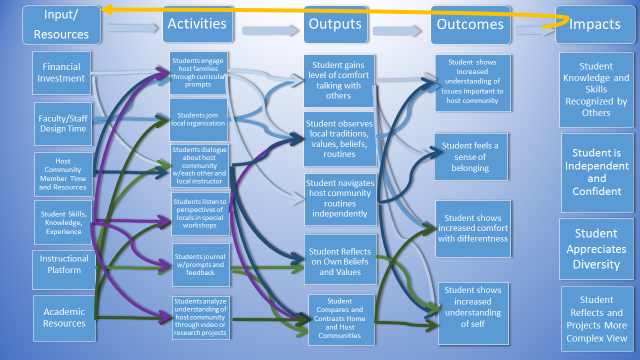 Input/
Resources
Activities
Outputs
Outcomes
Impacts
Financial
Investment
Faculty/Staff
Design Time
Host
Community
Member Time
and Resources
Student Skills,
Knowledge,
Experience
Instructional
Platform
Academic
Resources
Students engage
host families
through curricular
prompts
Students join
local organization
Students dialogue
about host
community
w/each other and
local instructor
Students listen to
perspectives of
locals in special
workshops
Students journal
w/prompts and
feedback
Students analyze
understanding of
host community
through video or
research projects
Student gains
level of comfort
talking with
others
Student observes
local traditions,
values, beliefs,
routines
Student navigates
host community
routines
independently
Student Reflects
on Own Beliefs
and Values
Student
Compares and
Contrasts Home
and Host
Communities
Student shows
increased
understanding of
issues important to
host community
Student feels a
sense of
belonging
Student shows
increased comfort
with differentness
Student shows
increased
understanding
of self
Student
Knowledge and
Skills
Recognized by
Others
Student is
Independent
and
Confident
Student
Appreciates
Diversity
Student
Reflects and
Projects More
Complex View